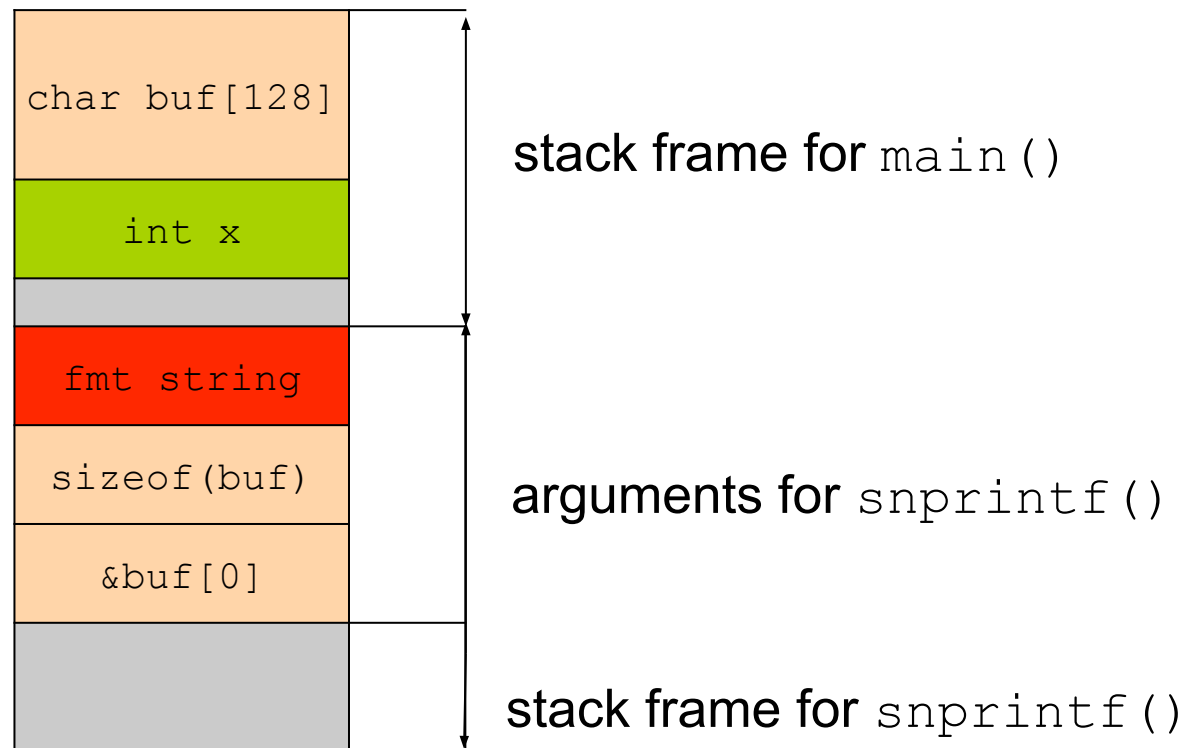 char buf[128]
stack frame for main()
int x
fmt string
sizeof(buf)
arguments for snprintf()
&buf[0]
stack frame for snprintf()